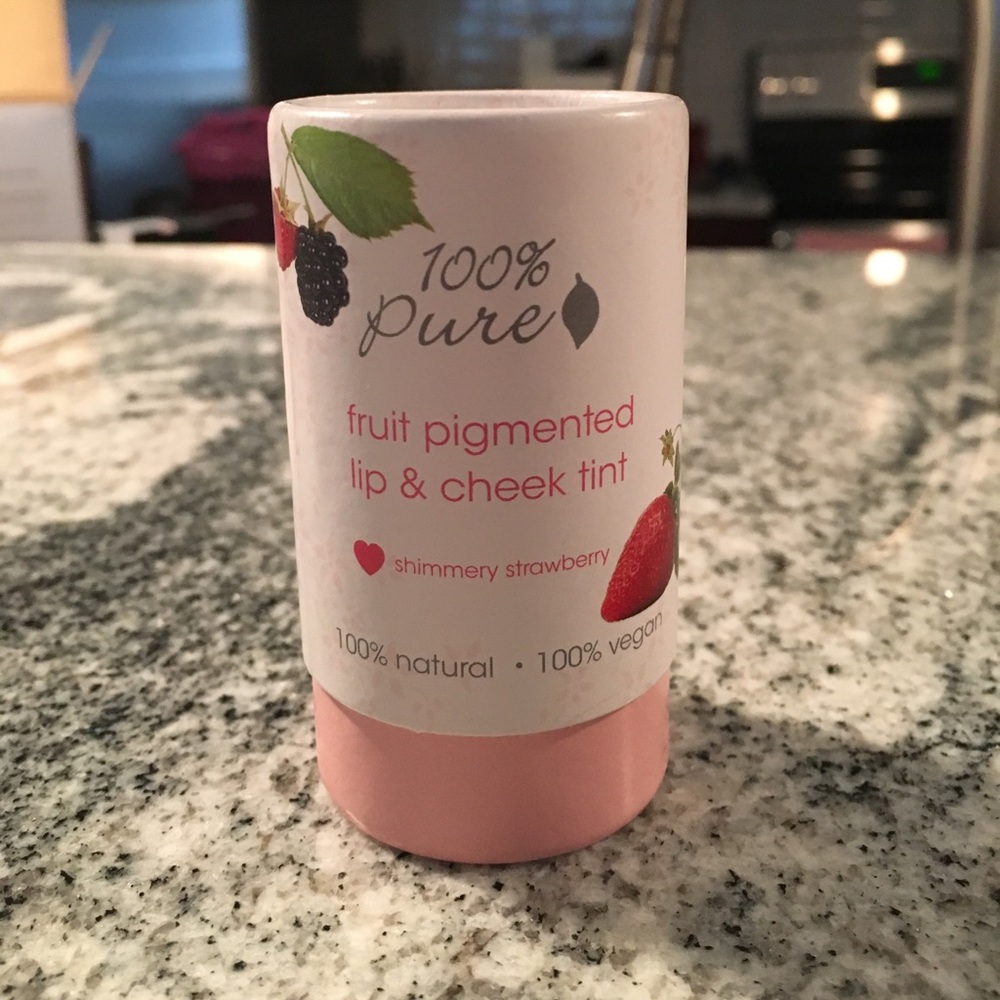 100%
Pure
fruit pigmented
lip & cheek tint
shimmery strawberry
100% natural • 100% vegan